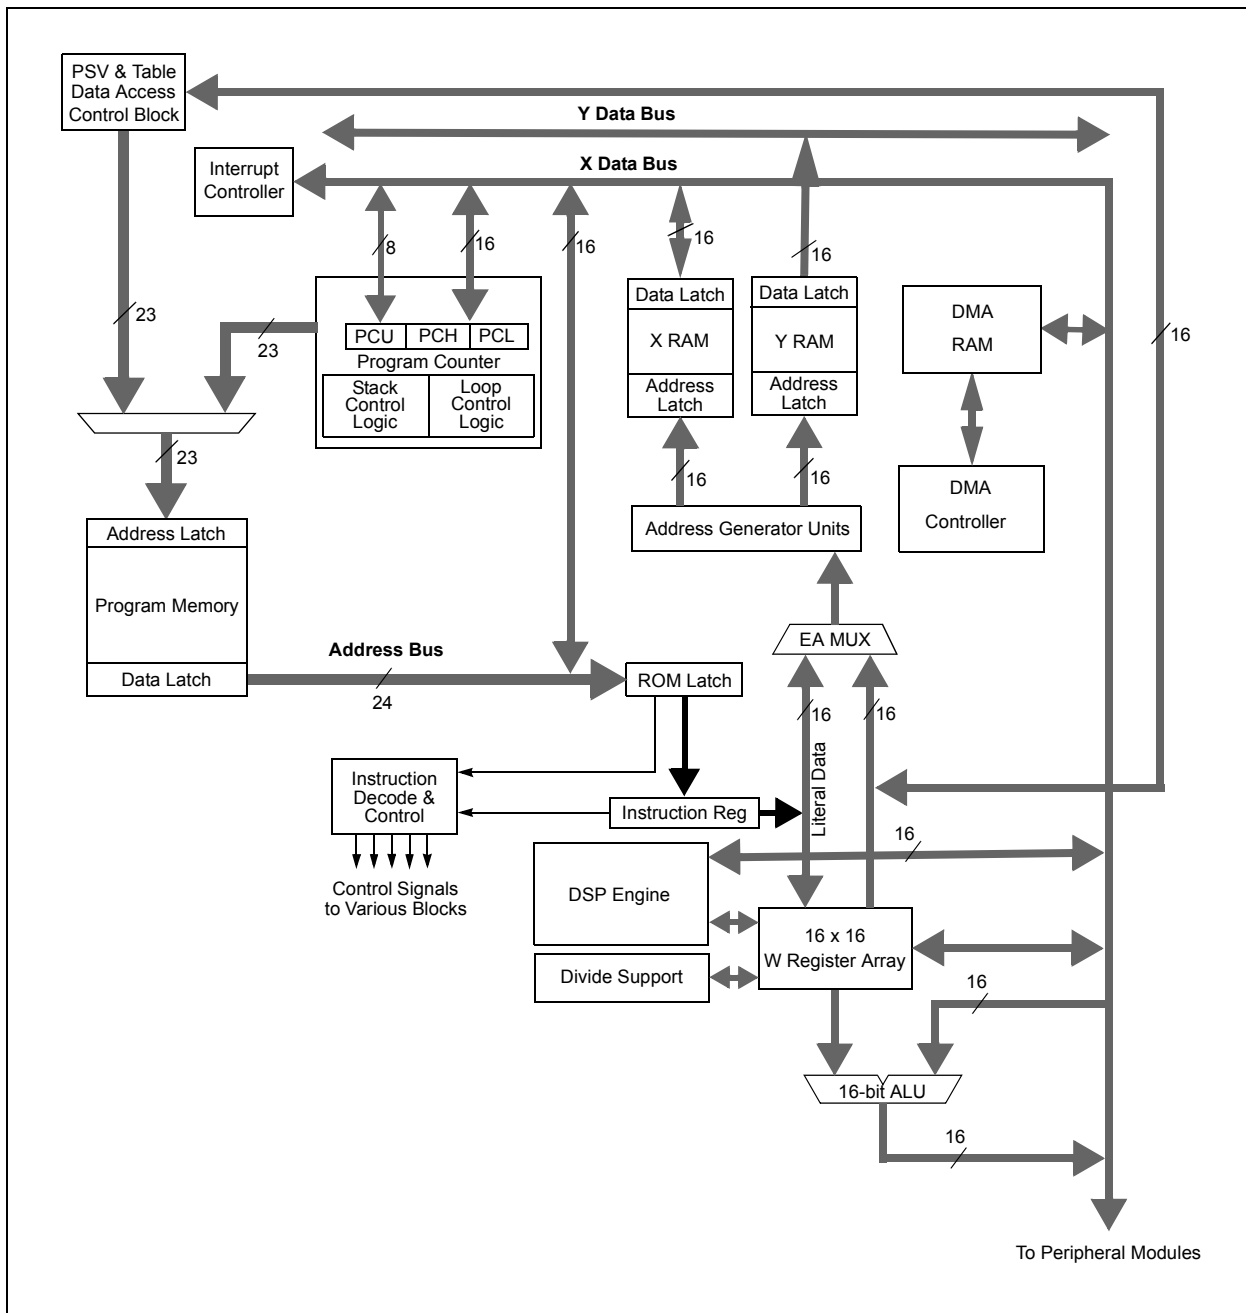 PSV & Table
Data Access
Control Block
Y Data Bus
X Data Bus
Interrupt
Controller
8
16
16
16
16
23
23
16
PCU
PCH
PCL
Program Counter
Stack
Control
Logic
Loop
Control
Logic
Data Latch
X RAM
Address
Latch
Data Latch
Y RAM
Address
Latch
DMA
RAM
23
16
16
DMA
Controller
Address Generator Units
Address Latch
Program Memory
Data Latch
Address Bus
24
ROM Latch
EA MUX
16
16
Literal Data
Instruction
Decode &
Control
Instruction Reg
Control Signals
to Various Blocks
16
DSP Engine
16 x 16
W Register Array
Divide Support
16
16-bit ALU
16
To Peripheral Modules